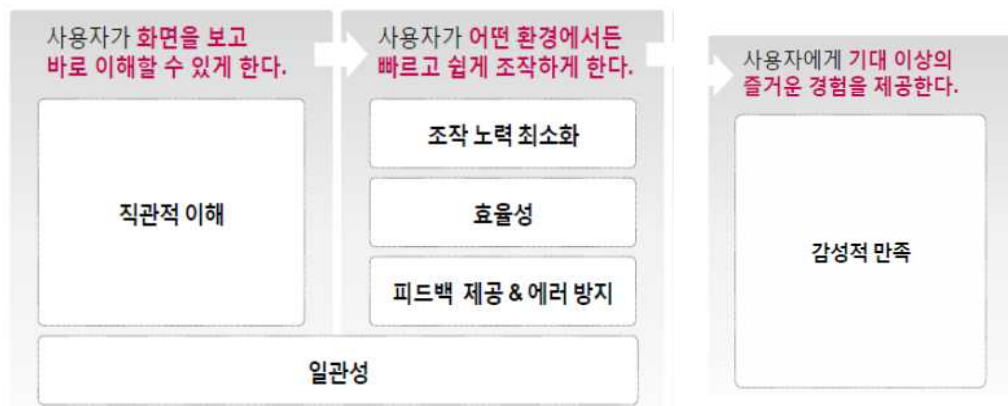 사용자가 화면을 보고
바로 이해할 수 있게 한다.
직관적 이해
사용자가 어떤 환경에서든
빠르고 쉽게 조작하게 한다.
조작 노력 최소화
효율성
피드백 제공 & 에러 방지
일관성
사용자에게 기대 이상의
즐거운 경험을 제공한다.
감성적 만족